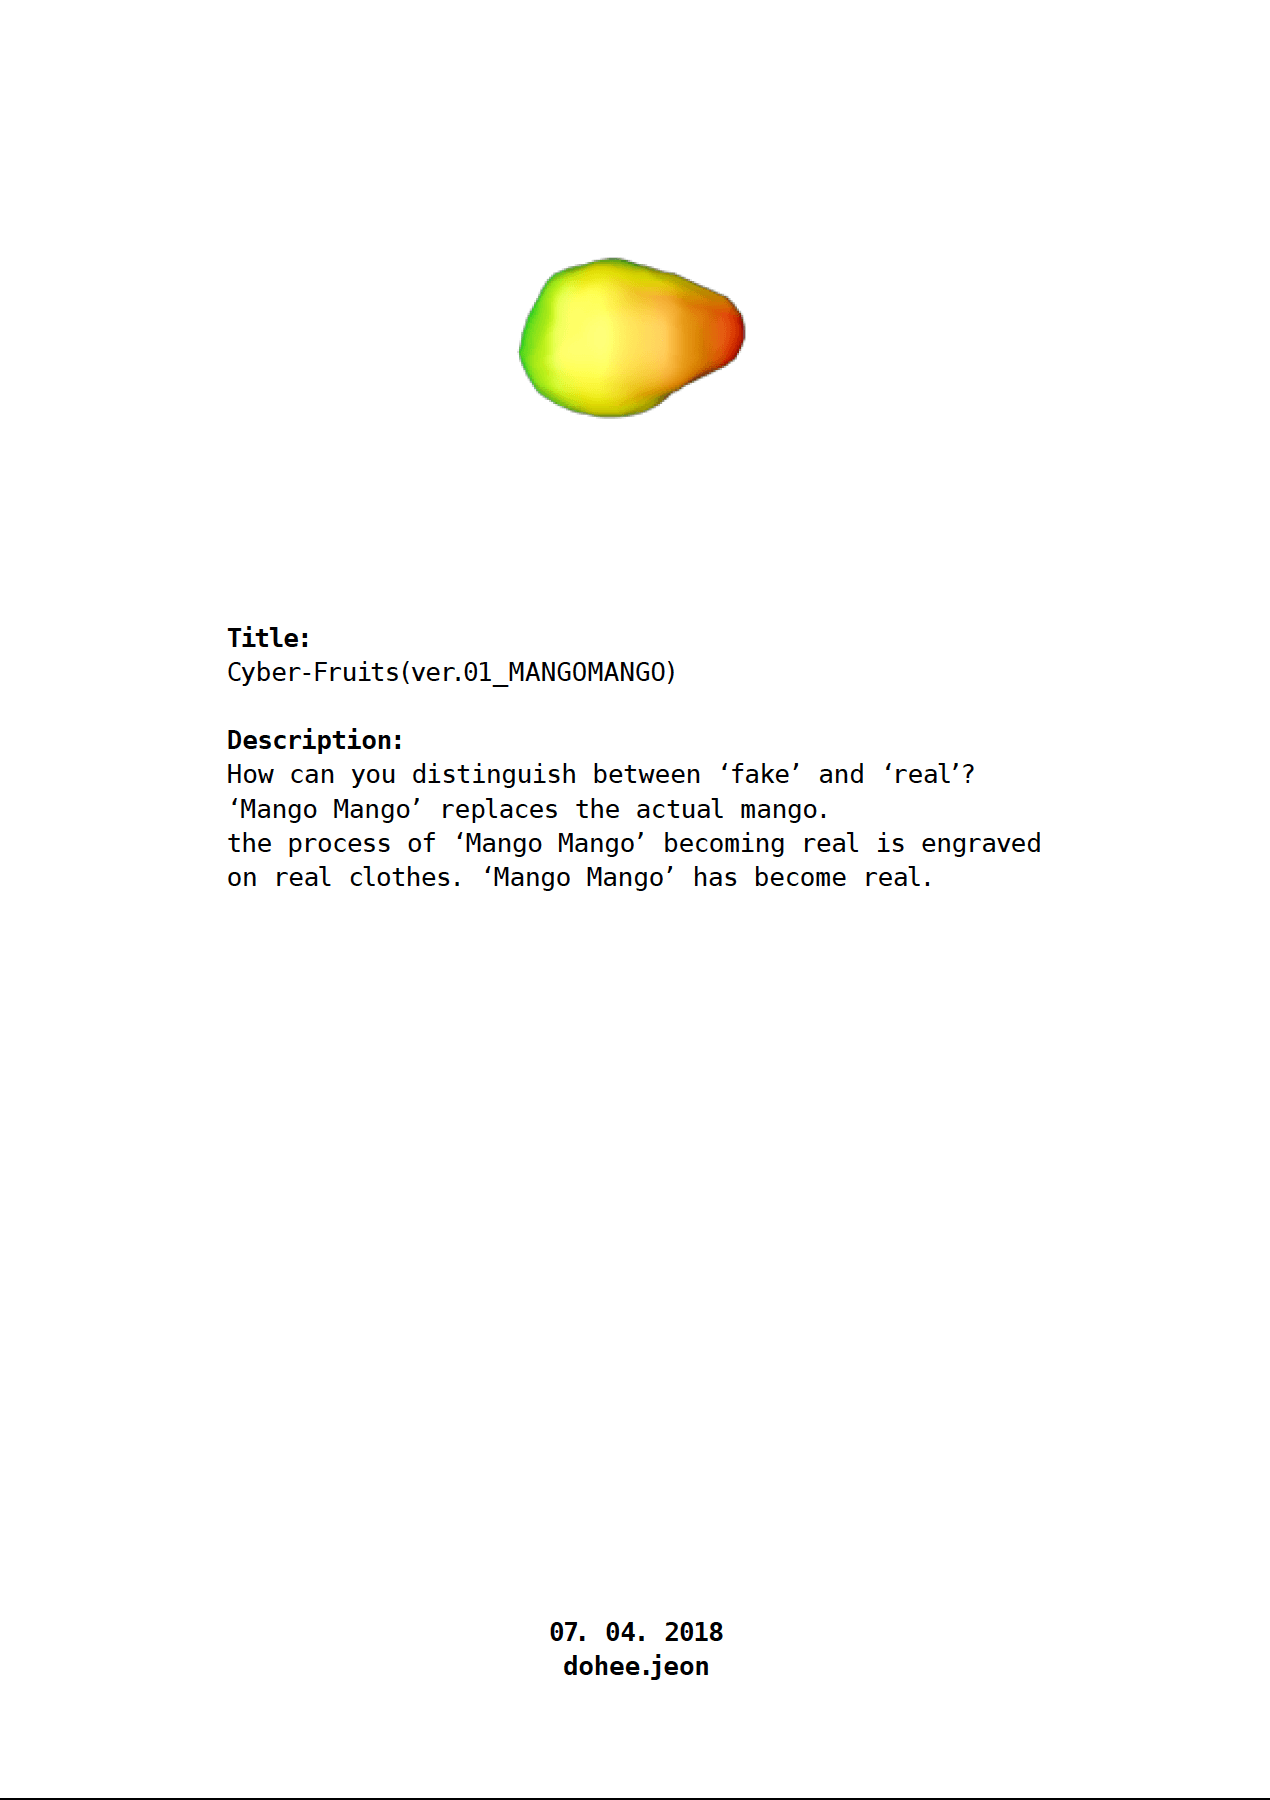 Title:
Cyber-Fruits(ver.01_MANGOMANGO)
Description:
How can you distinguish between ‘fake’ and ‘real’?
‘Mango Mango’ replaces the actual mango.
the process of ‘Mango Mango’ becoming real is engraved
on real clothes. ‘Mango Mango’ has become real.
07. 04. 2018
dohee.jeon